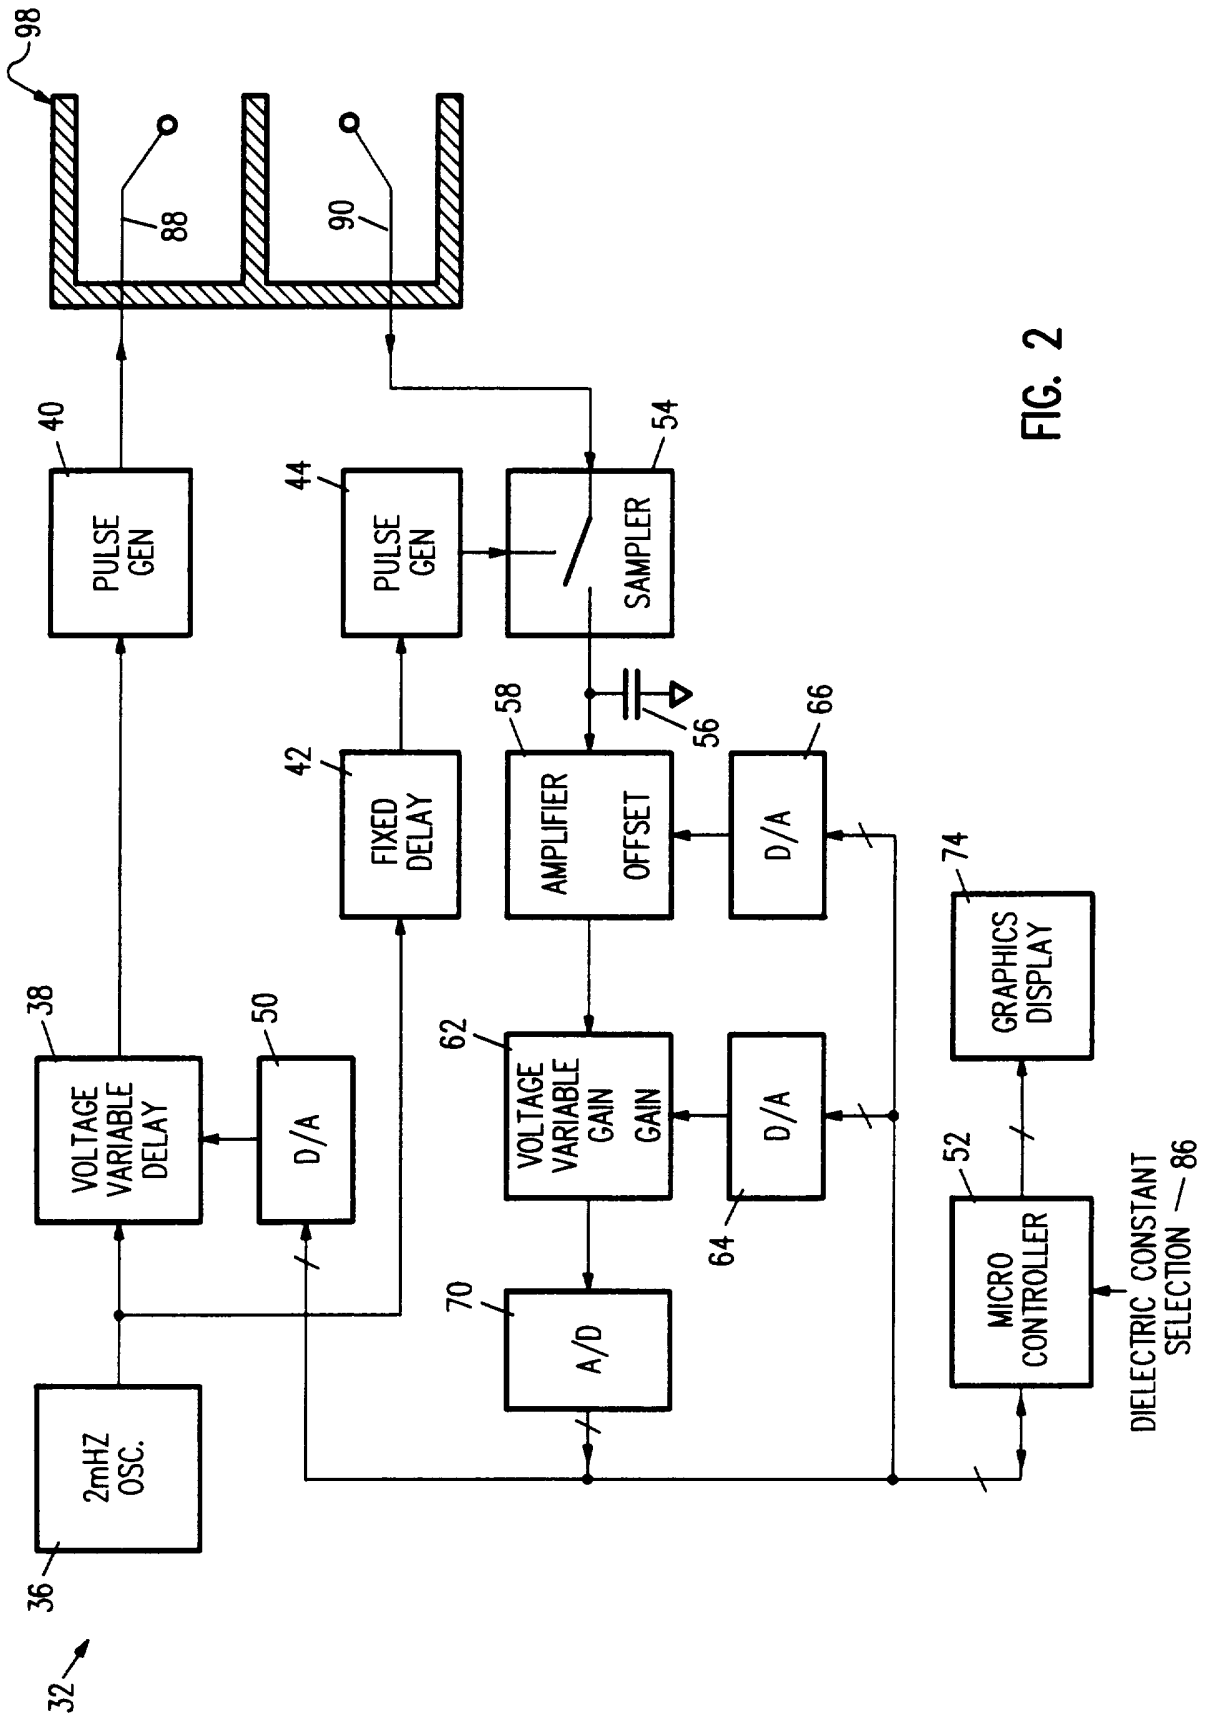 32
36
2mHZ
OSC.
38
VOLTAGE
VARIABLE
DELAY
40
PULSE
GEN
98
88
90
50
D/A
42
FIXED
DELAY
44
PULSE
GEN
54
SAMPLER
56
58
AMPLIFIER
OFFSET
62
VOLTAGE
VARIABLE
GAIN
GAIN
70
A/D
64
D/A
66
D/A
52
MICRO
CONTROLLER
74
GRAPHICS
DISPLAY
DIELECTRIC CONSTANT
SELECTION 86
FIG. 2